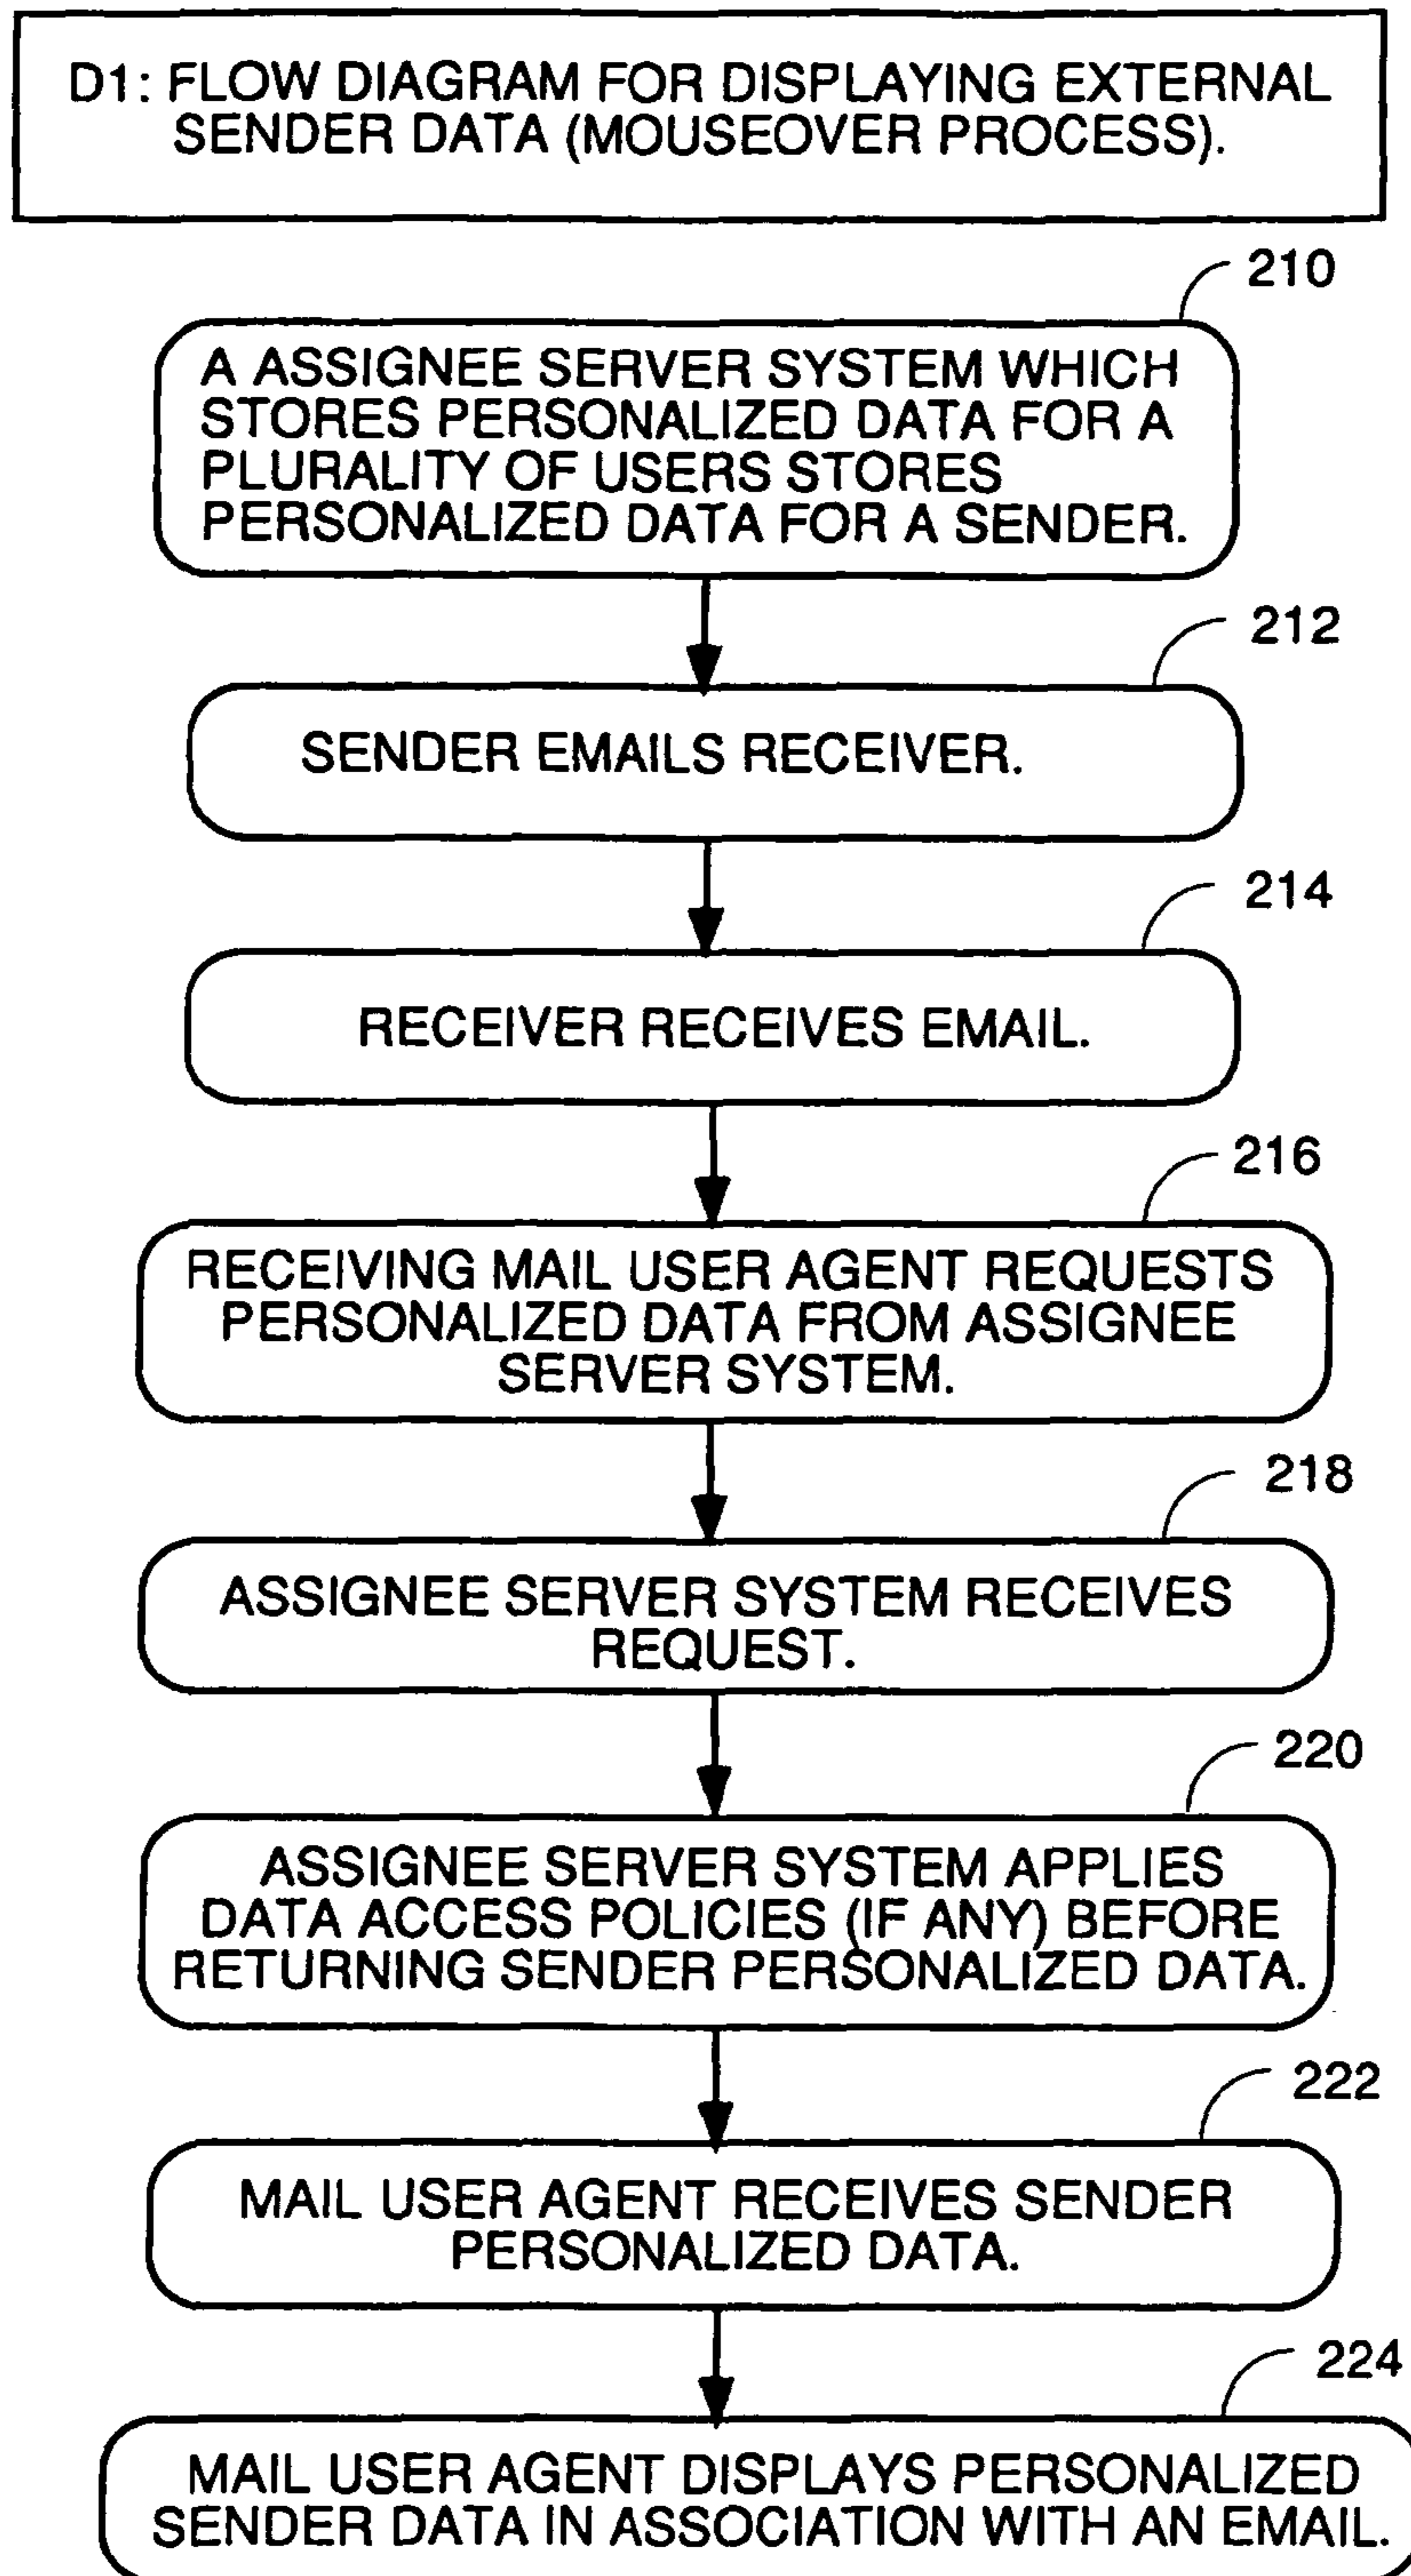 D1: FLOW DIAGRAM FOR DISPLAYING EXTERNAL
SENDER DATA (MOUSEOVER PROCESS).
210
A ASSIGNEE SERVER SYSTEM WHICH
STORES PERSONALIZED DATA FOR A
PLURALITY OF USERS STORES
PERSONALIZED DATA FOR A SENDER.
212
SENDER EMAILS RECEIVER.
214
RECEIVER RECEIVES EMAIL.
216
RECEIVING MAIL USER AGENT REQUESTS
PERSONALIZED DATA FROM ASSIGNEE
SERVER SYSTEM.
218
ASSIGNEE SERVER SYSTEM RECEIVES
REQUEST.
220
ASSIGNEE SERVER SYSTEM APPLIES
DATA ACCESS POLICIES (IF ANY) BEFORE
RETURNING SENDER PERSONALIZED DATA.
222
MAIL USER AGENT RECEIVES SENDER
PERSONALIZED DATA.
224
MAIL USER AGENT DISPLAYS PERSONALIZED
SENDER DATA IN ASSOCIATION WITH AN EMAIL.